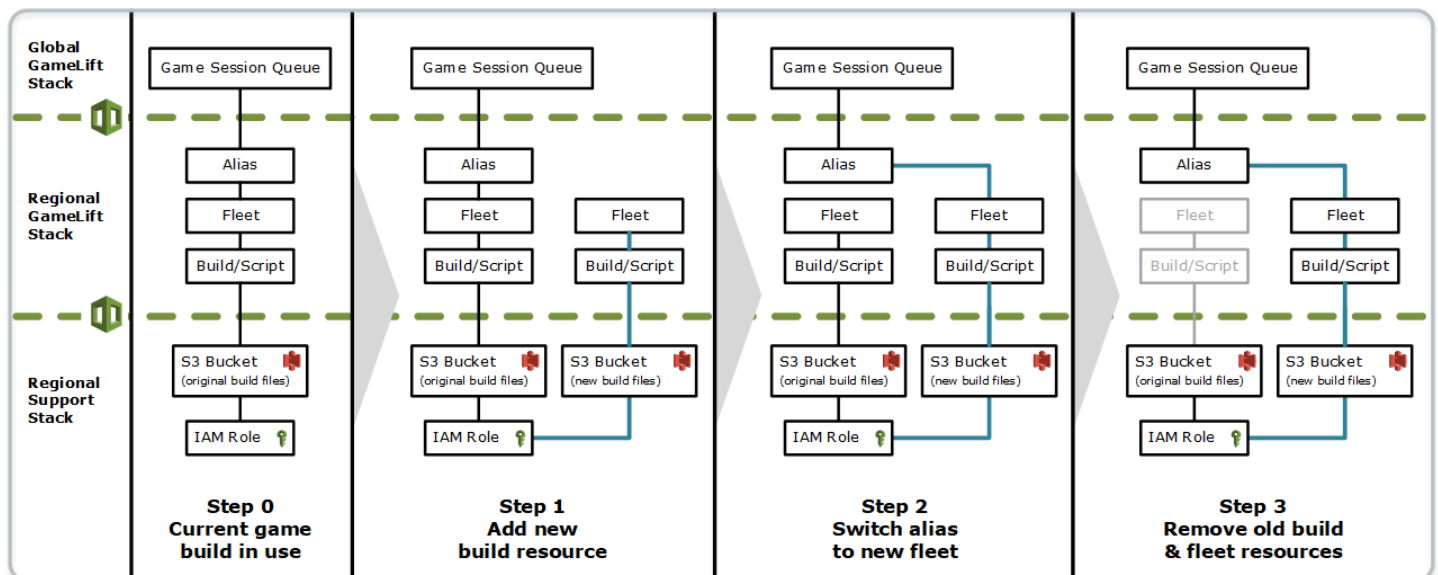 Global
GameLift
Stack
Regional
GameLift
Stack
Regional
Support
Stack
Game Session Queue
Alias
Fleet
Build/Script
S3 Bucket
(original build files)
IAM Role
Step 0
Current game
build in use
Game Session Queue
Alias
Fleet
Fleet
Build/Script
Build/Script
S3 Bucket
(original build files)
S3 Bucket
(new build files)
IAM Role
Step 1
Add new
build resource
Game Session Queue
Alias
Fleet
Fleet
Build/Script
Build/Script
S3 Bucket
(original build files)
S3 Bucket
(new build files)
IAM Role
Step 2
Switch alias
to new fleet
Game Session Queue
Alias
Fleet
Fleet
Build/Script
Build/Script
S3 Bucket
(original build files)
S3 Bucket
(new build files)
IAM Role
Step 3
Remove old build
& fleet resources